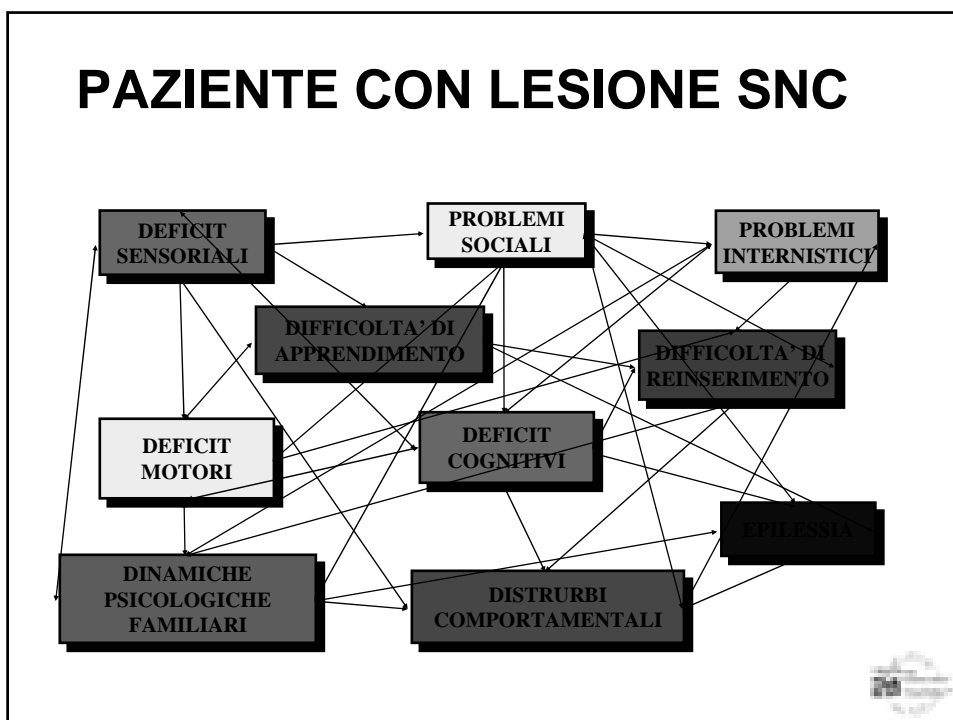 PAZIENTE CON LESIONE SNC
DEFICIT
SENSORIALI
PROBLEMI
SOCIALI
PROBLEMI
INTERNISTICI
DIFFICOLTA’ DI
APPRENDIMENTO
DIFFICOLTA’ DI
REINSERIMENTO
DEFICIT
MOTORI
DEFICIT
COGNITIVI
EPILESSIA
DINAMICHE
PSICOLOGICHE
FAMILIARI
DISTRURBI
COMPORTAMENTALI